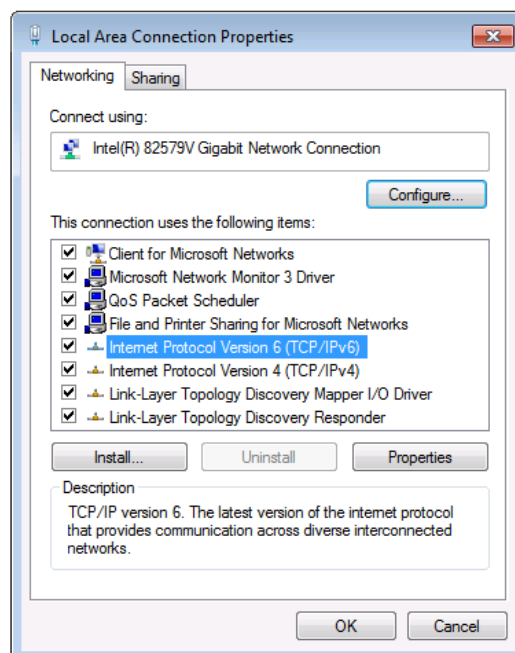 Local Area Connection Properties
Networking
Sharing
Connect using:
Intel(R) 82579V Gigabit Network Connection
Configure...
This connection uses the following items:
Client for Microsoft Networks
Microsoft Network Monitor 3 Driver
QoS Packet Scheduler
File and Printer Sharing for Microsoft Networks
Internet Protocol Version 6 (TCP/IPv6)
Internet Protocol Version 4 (TCP/IPv4)
Link-Layer Topology Discovery Mapper I/O Driver
Link-Layer Topology Discovery Responder
Install...
Uninstall
Properties
Description
TCP/IP version 6. The latest version of the internet protocol
that provides communication across diverse interconnected
networks.
OK
Cancel